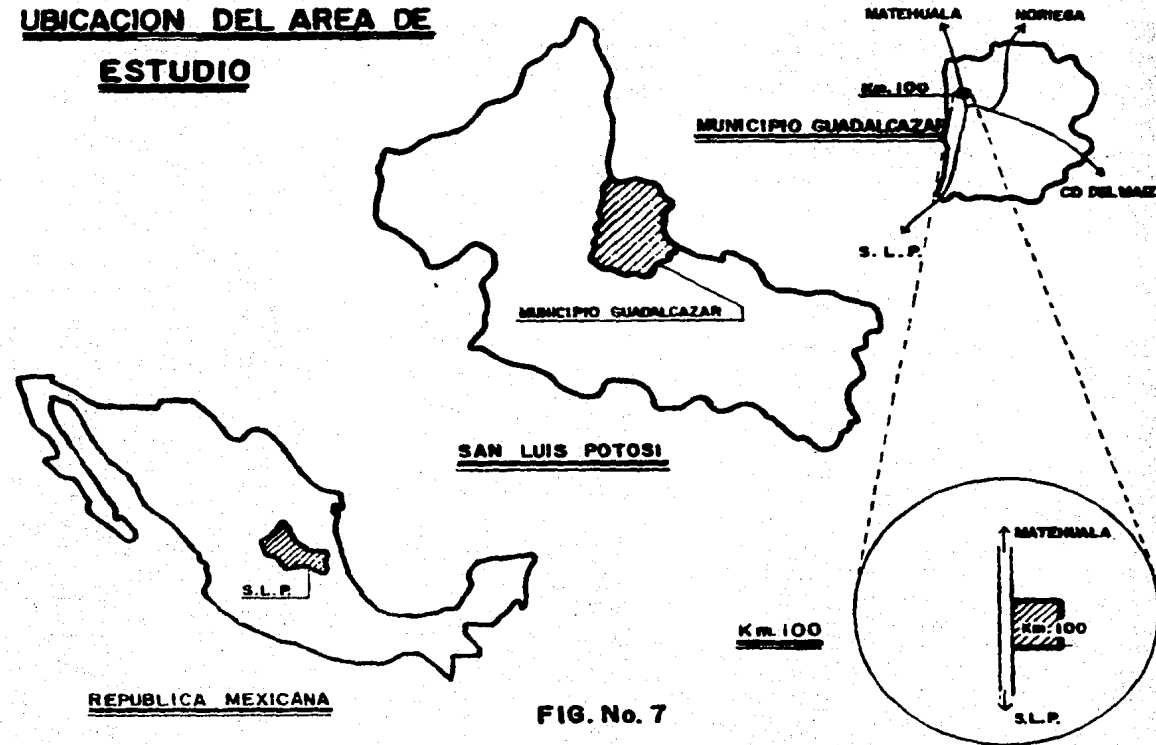 UBICACION DEL AREA DE
ESTUDIO
MATEHUALA
NORIEGA
Km. 100
MUNICIPIO GUADALCAZAR
CD DEL MAIZ
S. L. P.
MUNICIPIO GUADALCAZAR
SAN LUIS POTOSI
S.L.P.
REPUBLICA MEXICANA
MATEHUALA
Km. 100
Km. 100
S.L.P.
FIG. No. 7